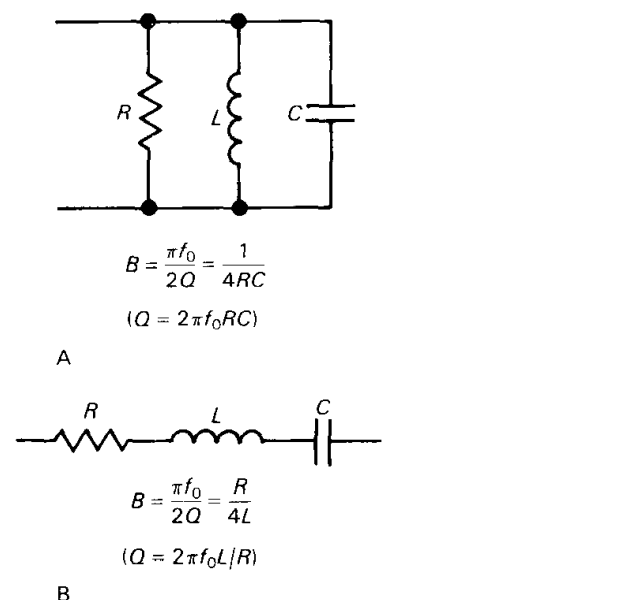 R L C
B = πf₀/2Q = 1/4RC
(Q = 2πf₀RC)
A
R L C
B = πf₀/2Q = R/4L
(Q = 2πf₀L/R)
B